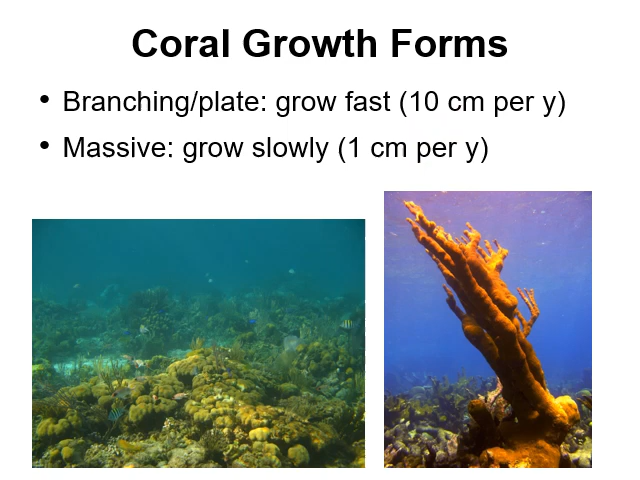 Coral Growth Forms
• Branching/plate: grow fast (10 cm per y)
• Massive: grow slowly (1 cm per y)